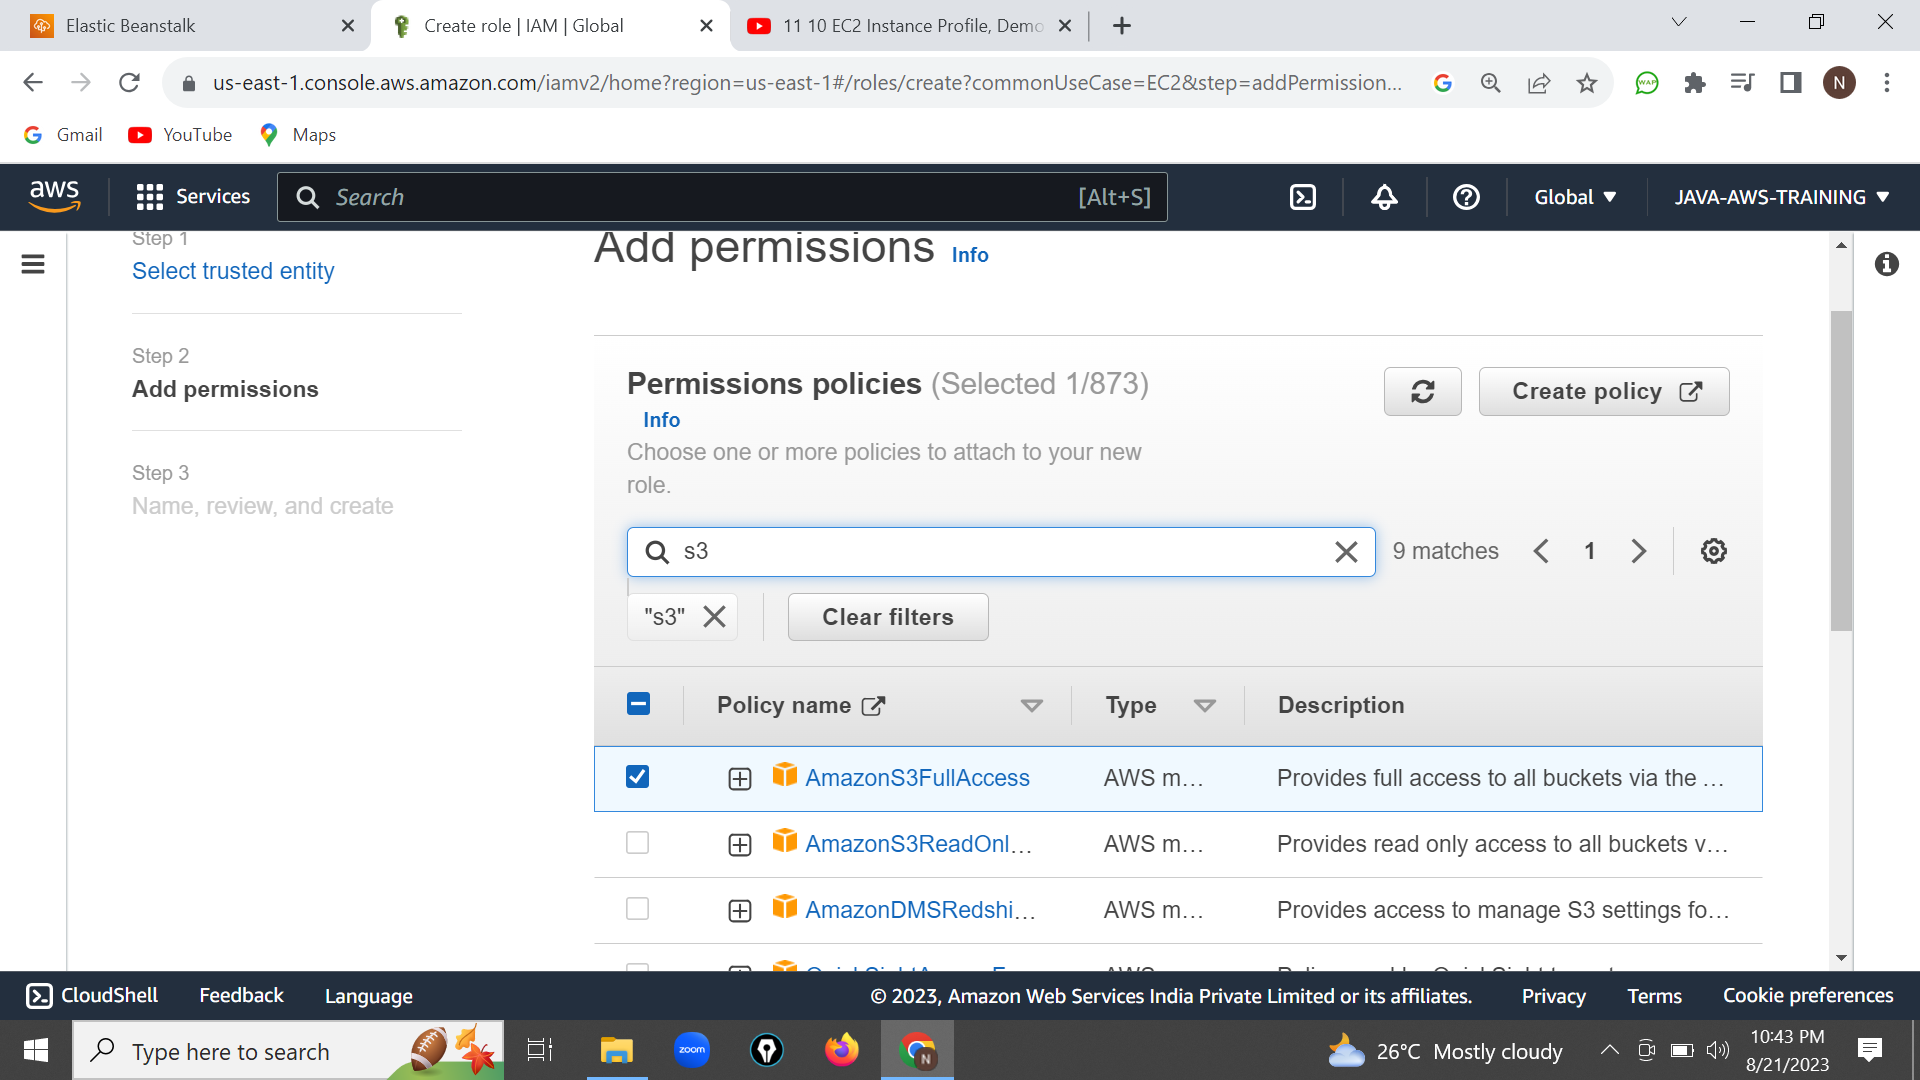 Elastic Beanstalk
Create role | IAM | Global
11 10 EC2 Instance Profile, Demo
us-east-1.console.aws.amazon.com/iamv2/home?region=us-east-1#/roles/create?commonUseCase=EC2&step=addPermission...
N
Gmail
YouTube
Maps
aws
Services
Search
[Alt+S]
Global
JAVA-AWS-TRAINING
Step 1
Select trusted entity
Step 2
Add permissions
Step 3
Name, review, and create
Add permissions Info
Permissions policies (Selected 1/873)
Info
Choose one or more policies to attach to your new
role.
Create policy
s3
9 matches
1
"s3"
Clear filters
Policy name
Type
Description
AmazonS3FullAccess AWS m... Provides full access to all buckets via the ...
AmazonS3ReadOnl... AWS m... Provides read only access to all buckets v...
AmazonDMSRedshi... AWS m... Provides access to manage S3 settings fo...
CloudShell
Feedback
Language
© 2023, Amazon Web Services India Private Limited or its affiliates.
Privacy
Terms
Cookie preferences
Type here to search
zoom
N
26°C Mostly cloudy
10:43 PM
8/21/2023